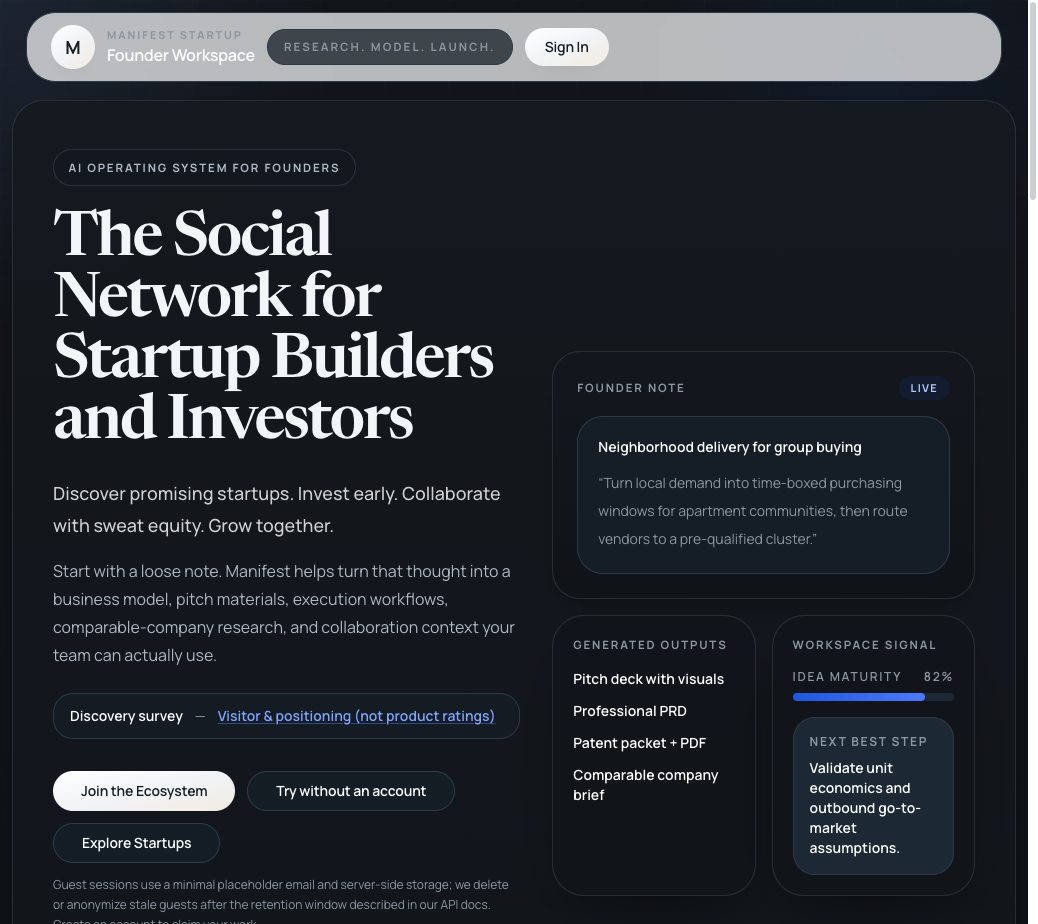 M
MANIFEST STARTUP
Founder Workspace
RESEARCH. MODEL. LAUNCH.
Sign In
AI OPERATING SYSTEM FOR FOUNDERS
The Social
Network for
Startup Builders
and Investors
Discover promising startups. Invest early. Collaborate
with sweat equity. Grow together.
Start with a loose note. Manifest helps turn that thought into a
business model, pitch materials, execution workflows,
comparable-company research, and collaboration context your
team can actually use.
Discovery survey — Visitor & positioning (not product ratings)
Join the Ecosystem
Try without an account
Explore Startups
Guest sessions use a minimal placeholder email and server-side storage; we delete
or anonymize stale guests after the retention window described in our API docs.
Create an account to claim your work.
FOUNDER NOTE
LIVE
Neighborhood delivery for group buying
"Turn local demand into time-boxed purchasing
windows for apartment communities, then route
vendors to a pre-qualified cluster."
GENERATED OUTPUTS
Pitch deck with visuals
Professional PRD
Patent packet + PDF
Comparable company
brief
WORKSPACE SIGNAL
IDEA MATURITY 82%
NEXT BEST STEP
Validate unit
economics and
outbound go-to-
market
assumptions.